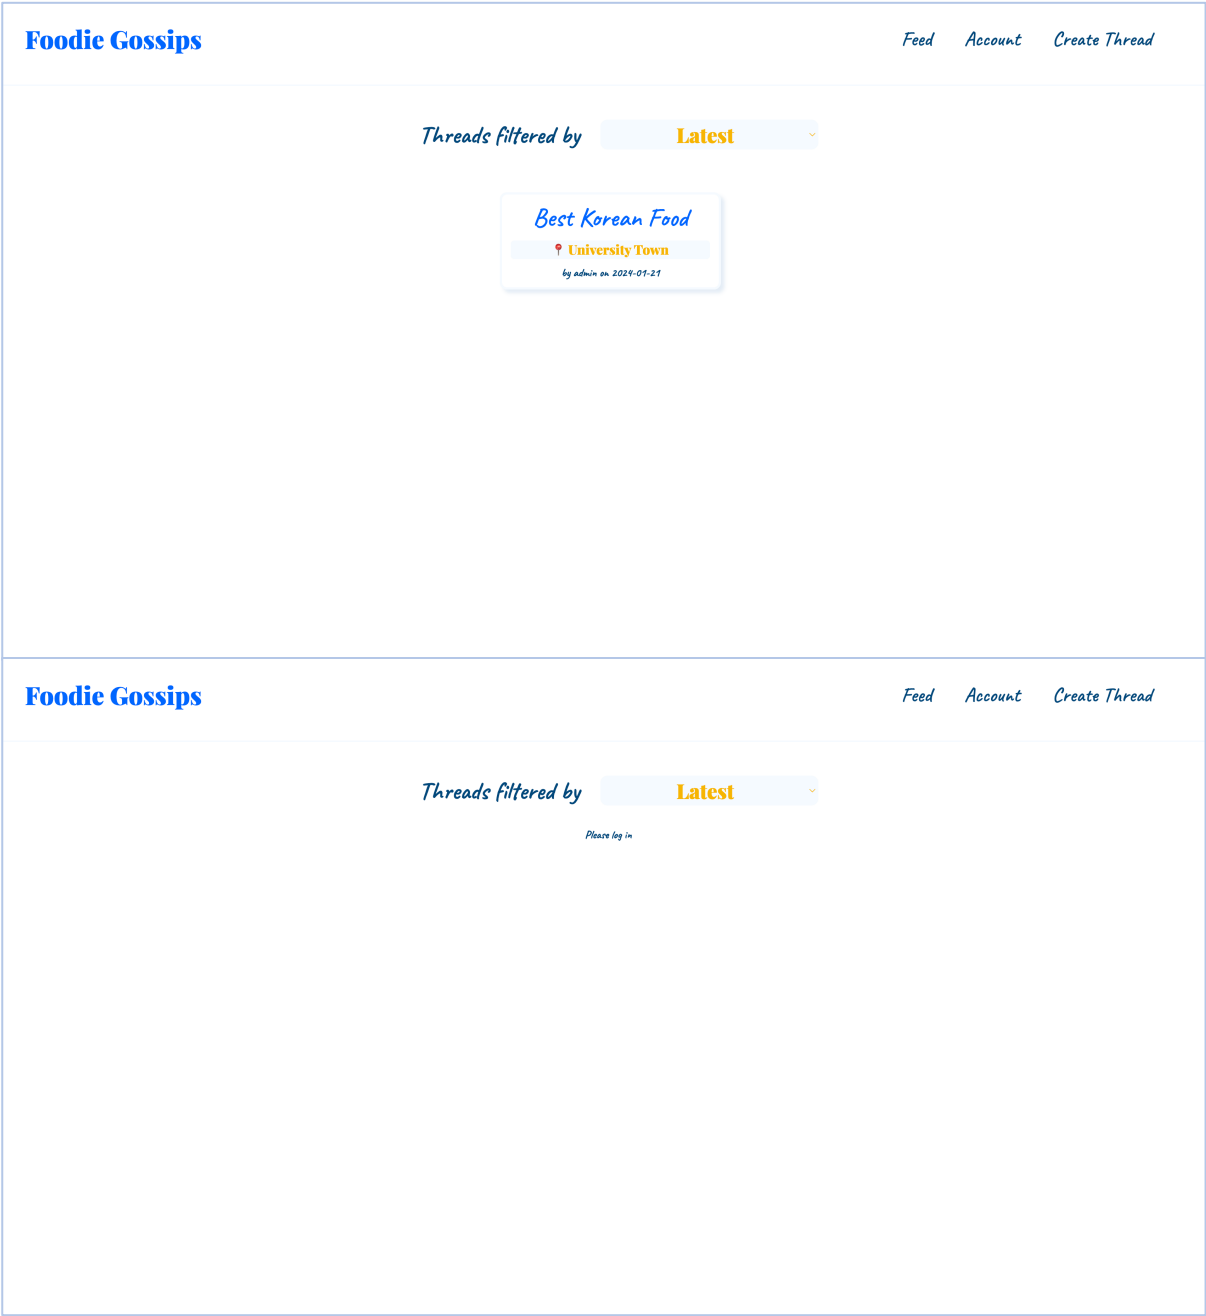 Foodie Gossips
Feed Account Create Thread
Threads filtered by Latest
Best Korean Food
📍 University Town
by admin on 2024-01-21
Foodie Gossips
Feed Account Create Thread
Threads filtered by Latest
Please log in